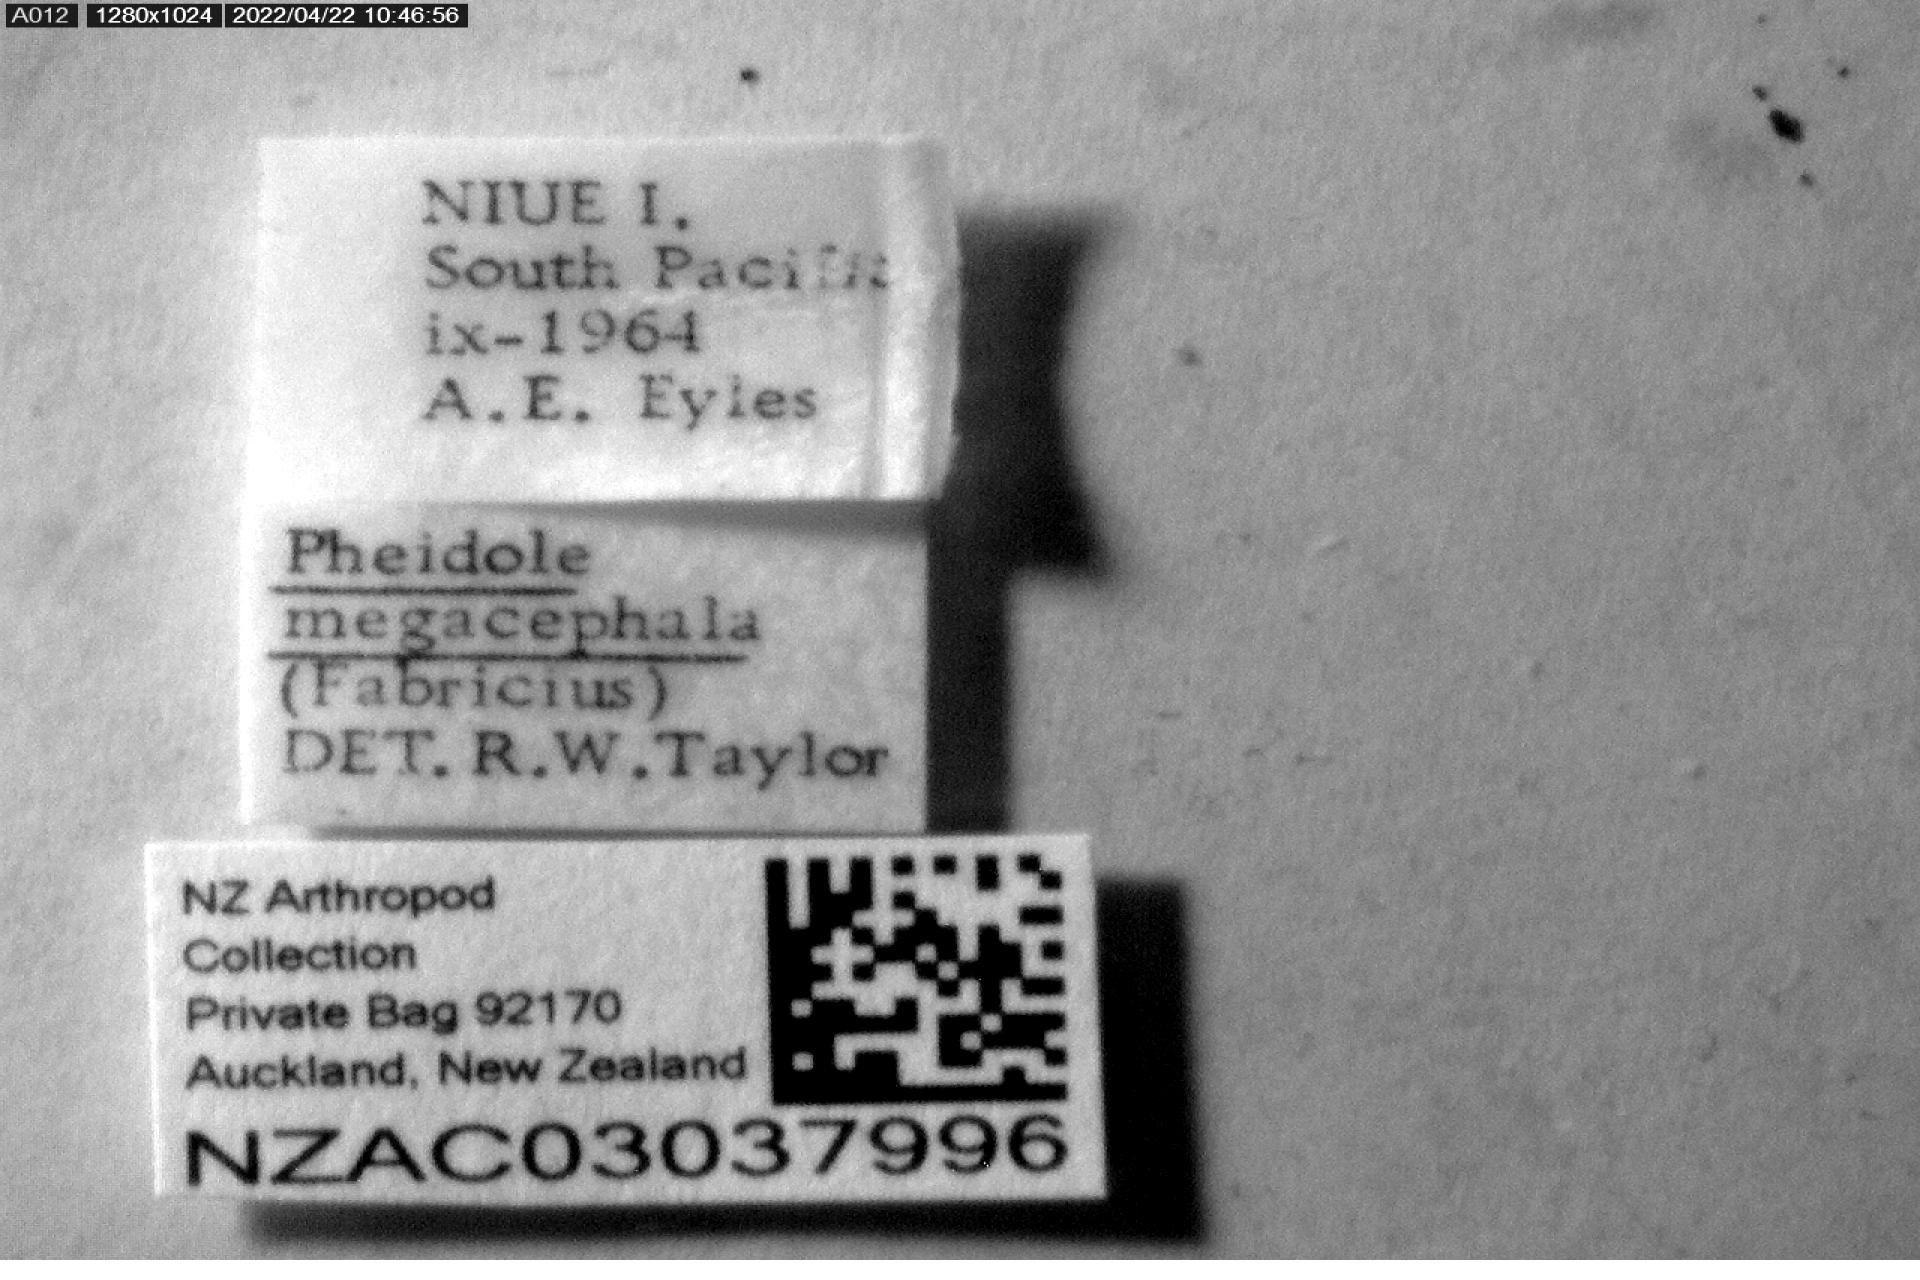 A012 1280x1024 2022/04/22 10:46:56
NIUE I.
South Pacific
ix-1964
A.E. Eyles
Pheidole
megacephala
(Fabricius)
DET. R.W.Taylor
NZ Arthropod
Collection
Private Bag 92170
Auckland, New Zealand
NZAC03037996